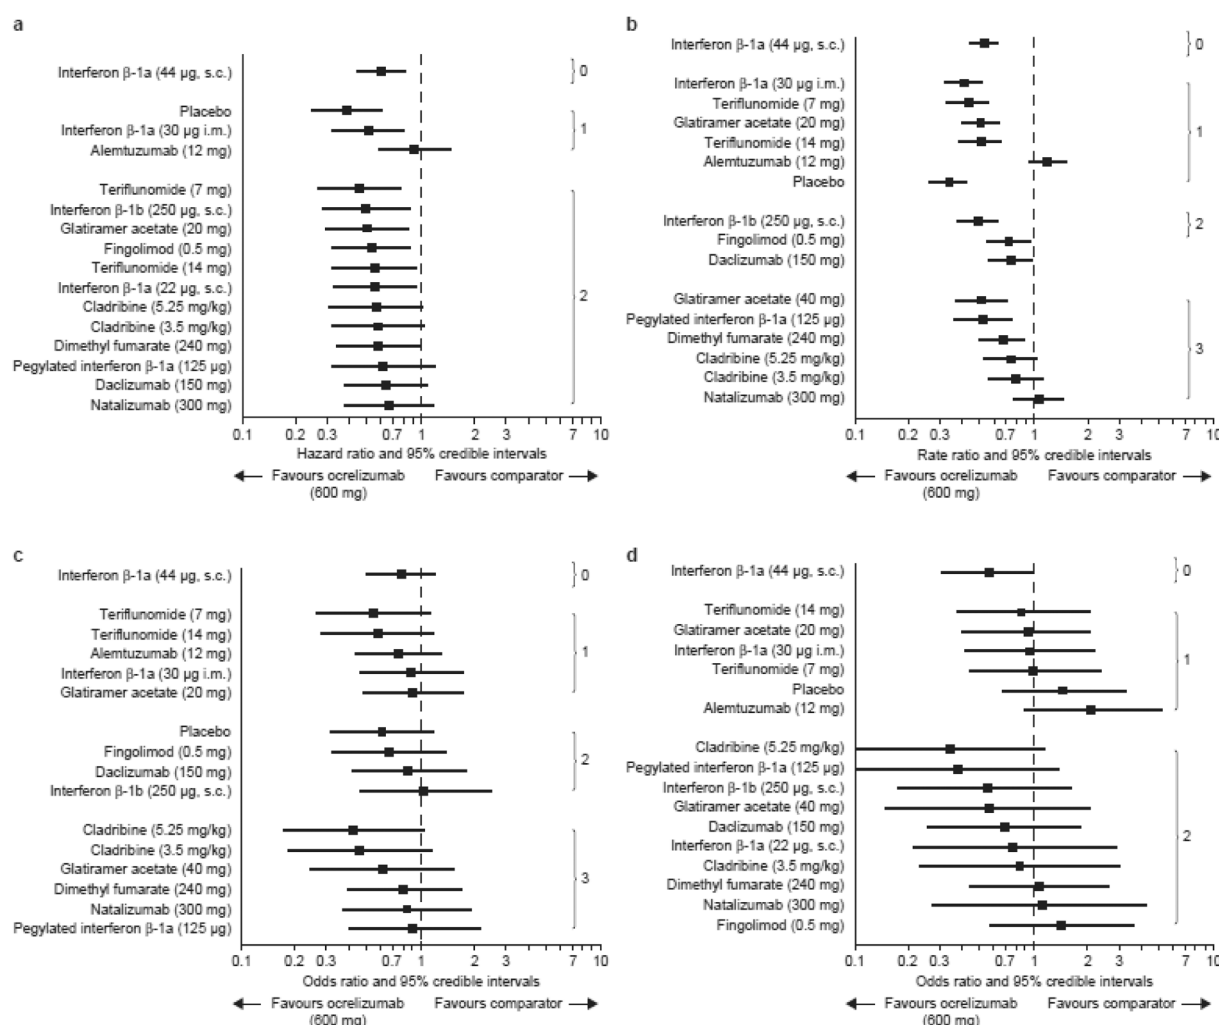 a
Interferon β-1a (44 µg, s.c.)
0
Placebo
Interferon β-1a (30 µg i.m.)
1
Alemtuzumab (12 mg)
Teriflunomide (7 mg)
Interferon β-1b (250 µg, s.c.)
Glatiramer acetate (20 mg)
Fingolimod (0.5 mg)
Teriflunomide (14 mg)
Interferon β-1a (22 µg, s.c.)
2
Cladribine (5.25 mg/kg)
Cladribine (3.5 mg/kg)
Dimethyl fumarate (240 mg)
Pegylated interferon β-1a (125 µg)
Daclizumab (150 mg)
Natalizumab (300 mg)
0.1 0.2 0.3 0.7 1 2 3 7 10
Hazard ratio and 95% credible intervals
Favours ocrelizumab Favours comparator
(600 mg)
b
Interferon β-1a (44 µg, s.c.)
0
Interferon β-1a (30 µg i.m.)
Teriflunomide (7 mg)
Glatiramer acetate (20 mg)
1
Teriflunomide (14 mg)
Alemtuzumab (12 mg)
Placebo
Interferon β-1b (250 µg, s.c.)
2
Fingolimod (0.5 mg)
Daclizumab (150 mg)
Glatiramer acetate (40 mg)
Pegylated interferon β-1a (125 µg)
Dimethyl fumarate (240 mg)
3
Cladribine (5.25 mg/kg)
Cladribine (3.5 mg/kg)
Natalizumab (300 mg)
0.1 0.2 0.3 0.7 1 2 3 7 10
Rate ratio and 95% credible intervals
Favours ocrelizumab Favours comparator
(600 mg)
c
Interferon β-1a (44 µg, s.c.)
0
Teriflunomide (7 mg)
Teriflunomide (14 mg)
Alemtuzumab (12 mg)
1
Interferon β-1a (30 µg i.m.)
Glatiramer acetate (20 mg)
Placebo
Fingolimod (0.5 mg)
2
Daclizumab (150 mg)
Interferon β-1b (250 µg, s.c.)
Cladribine (5.25 mg/kg)
Cladribine (3.5 mg/kg)
Glatiramer acetate (40 mg)
3
Dimethyl fumarate (240 mg)
Natalizumab (300 mg)
Pegylated interferon β-1a (125 µg)
0.1 0.2 0.3 0.7 1 2 3 7 10
Odds ratio and 95% credible intervals
Favours ocrelizumab Favours comparator
(600 mg)
d
Interferon β-1a (44 µg, s.c.)
0
Teriflunomide (14 mg)
Glatiramer acetate (20 mg)
Interferon β-1a (30 µg i.m.)
1
Teriflunomide (7 mg)
Placebo
Alemtuzumab (12 mg)
Cladribine (5.25 mg/kg)
Pegylated interferon β-1a (125 µg)
Interferon β-1b (250 µg, s.c.)
Glatiramer acetate (40 mg)
Daclizumab (150 mg)
2
Interferon β-1a (22 µg, s.c.)
Cladribine (3.5 mg/kg)
Dimethyl fumarate (240 mg)
Natalizumab (300 mg)
Fingolimod (0.5 mg)
0.1 0.2 0.3 0.7 1 2 3 7 10
Odds ratio and 95% credible intervals
Favours ocrelizumab Favours comparator
(600 mg)